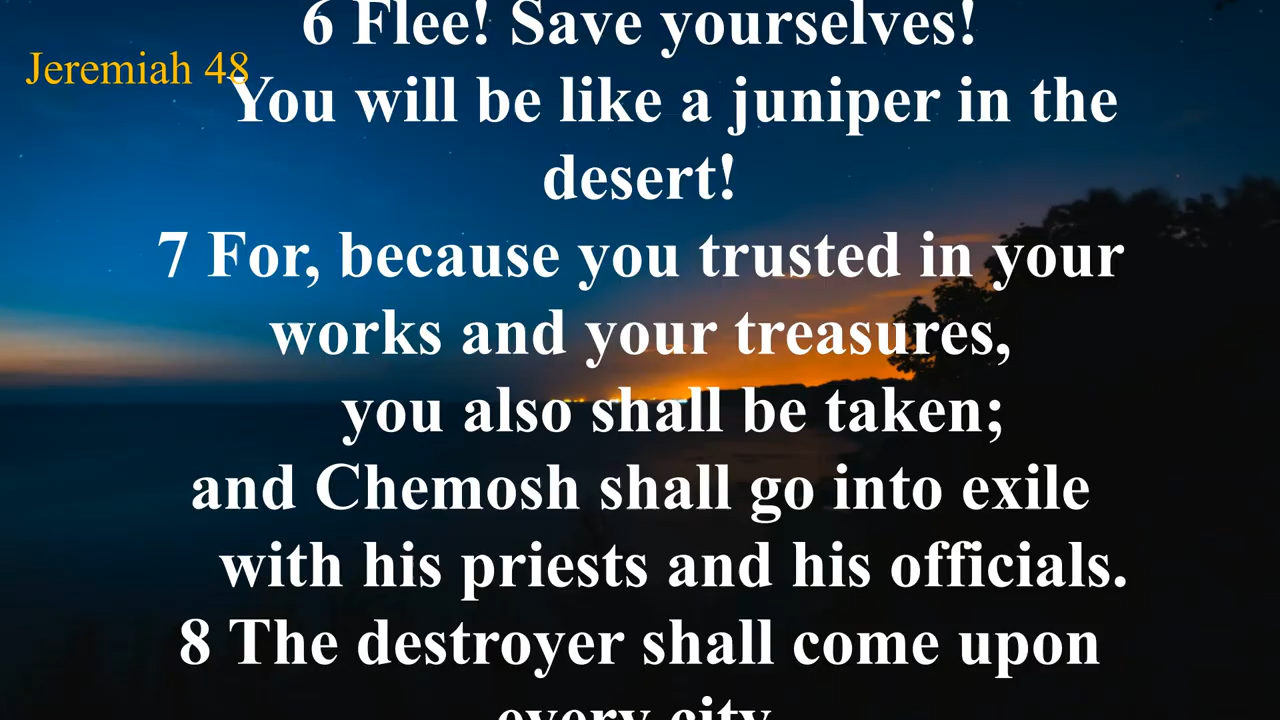 6 Flee! Save yourselves!
Jeremiah 48
You will be like a juniper in the
desert!
7 For, because you trusted in your
works and your treasures,
you also shall be taken;
and Chemosh shall go into exile
with his priests and his officials.
8 The destroyer shall come upon
every city